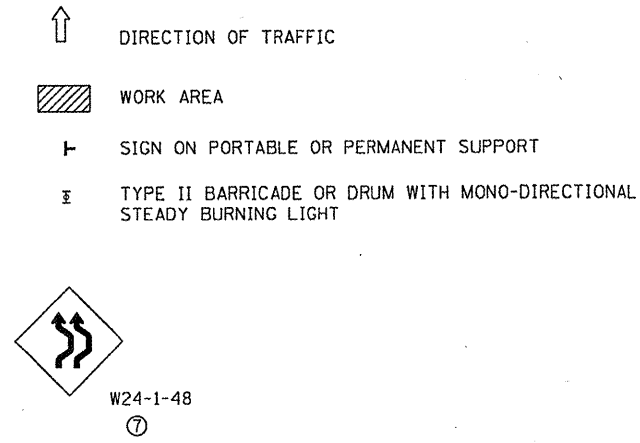 DIRECTION OF TRAFFIC
WORK AREA
SIGN ON PORTABLE OR PERMANENT SUPPORT
TYPE II BARRICADE OR DRUM WITH MONO-DIRECTIONAL
STEADY BURNING LIGHT
W24-1-48
⑦